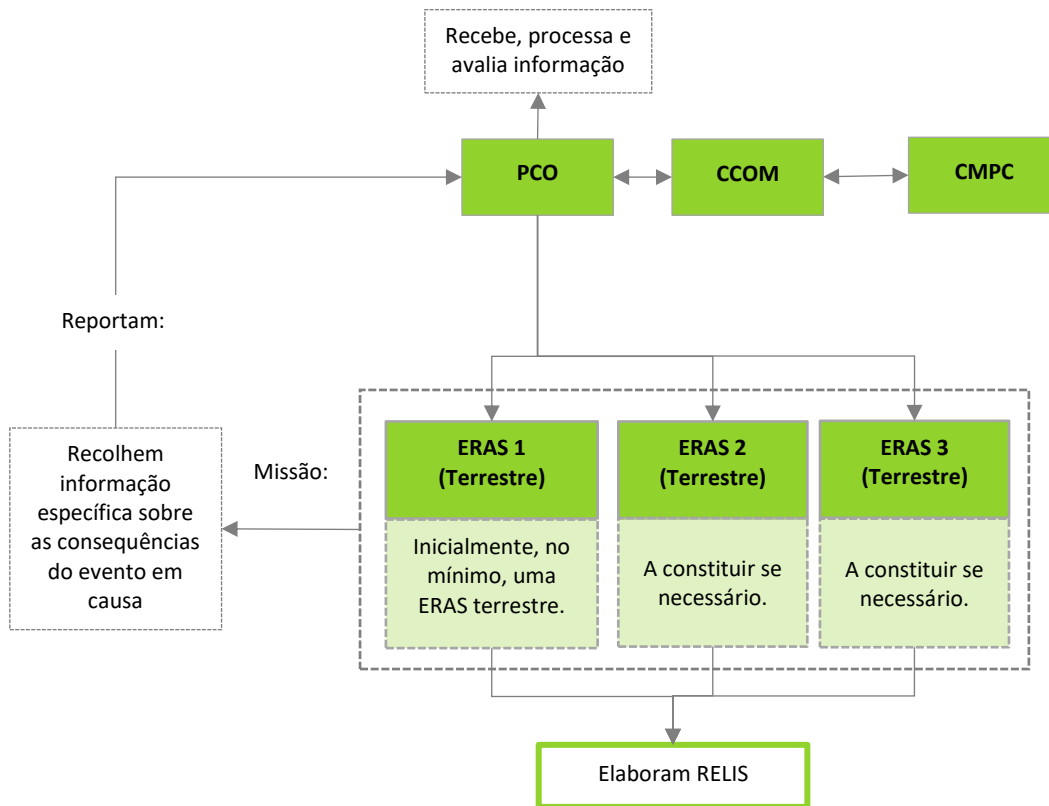 Recebe, processa e
avalia informação
PCO
CCOM
CMPC
Reportam:
Recolhem
informação
específica sobre
as consequências
do evento em
causa
Missão:
ERAS 1
(Terrestre)
Inicialmente, no
mínimo, uma
ERAS terrestre.
ERAS 2
(Terrestre)
A constituir se
necessário.
ERAS 3
(Terrestre)
A constituir se
necessário.
Elaboram RELIS